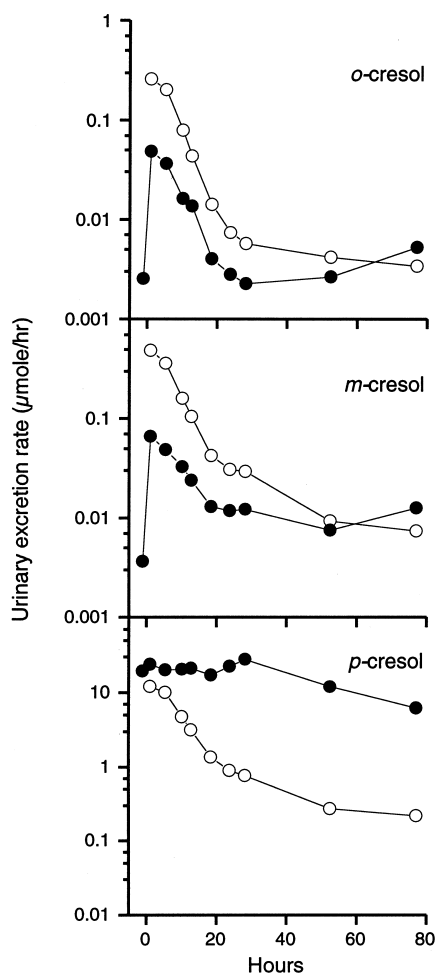 1
o-cresol
0.1
0.01
0.001
m-cresol
0.1
0.01
0.001
p-cresol
10
1
0.1
0.01
0 20 40 60 80
Hours
Urinary excretion rate (µmole/hr)